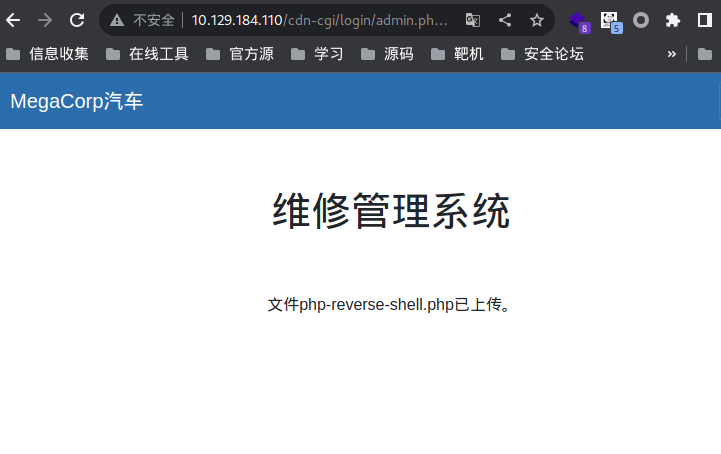 不安全 | 10.129.184.110/cdn-cgi/login/admin.ph…
8
5
信息收集 在线工具 官方源 学习 源码 靶机 安全论坛 »
MegaCorp汽车
维修管理系统
文件php-reverse-shell.php已上传。